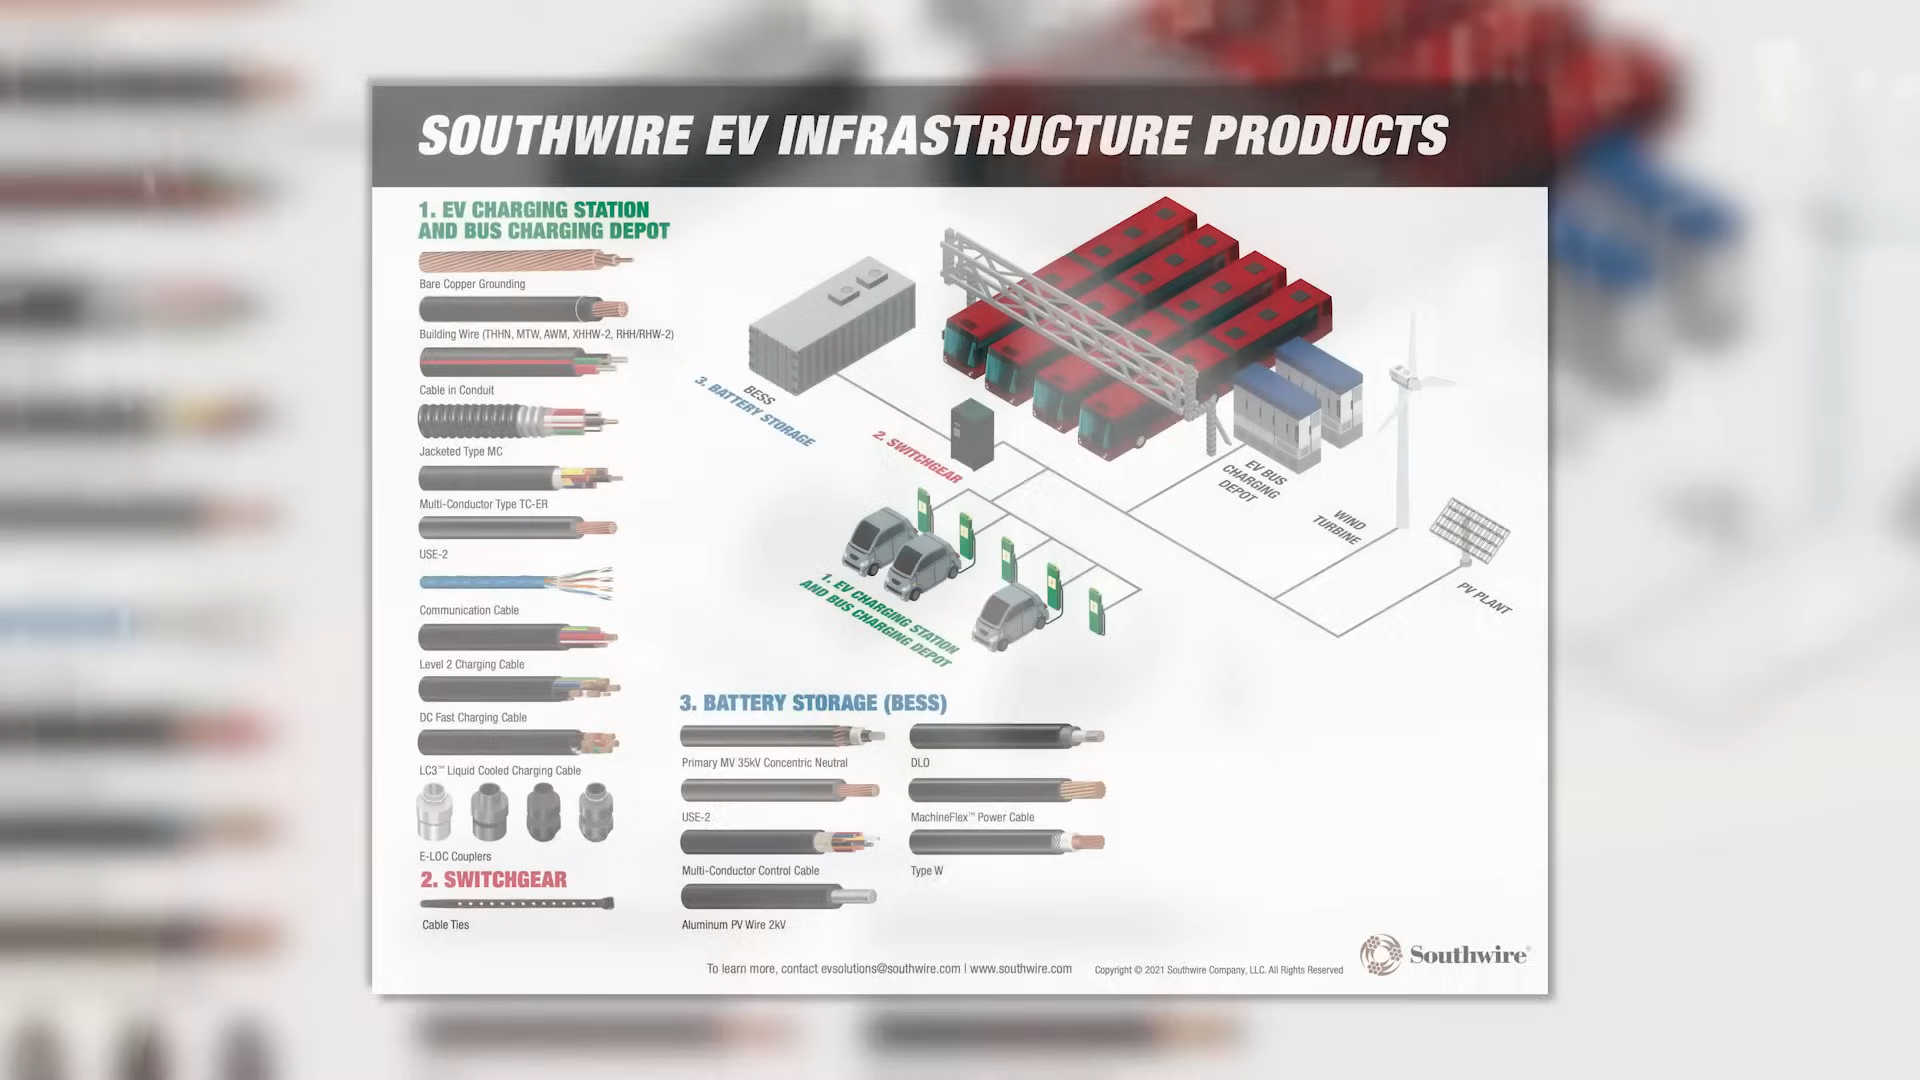 SOUTHWIRE EV INFRASTRUCTURE PRODUCTS
1. EV CHARGING STATION
AND BUS CHARGING DEPOT
Bare Copper Grounding
Building Wire (THHN, MTW, AWM, XHHW-2, RHH/RHW-2)
Cable in Conduit
Jacketed Type MC
Multi-Conductor Type TC-ER
USE-2
Communication Cable
Level 2 Charging Cable
DC Fast Charging Cable
LC3™ Liquid Cooled Charging Cable
E-LOC Couplers
2. SWITCHGEAR
Cable Ties
BESS
3. BATTERY STORAGE
2. SWITCHGEAR
EV BUS
CHARGING
DEPOT
WIND
TURBINE
PV PLANT
1. EV CHARGING STATION
AND BUS CHARGING DEPOT
3. BATTERY STORAGE (BESS)
Primary MV 35kV Concentric Neutral
USE-2
Multi-Conductor Control Cable
Aluminum PV Wire 2kV
DLO
MachineFlex™ Power Cable
Type W
To learn more, contact evsolutions@southwire.com | www.southwire.com
Copyright © 2021 Southwire Company, LLC. All Rights Reserved
Southwire®